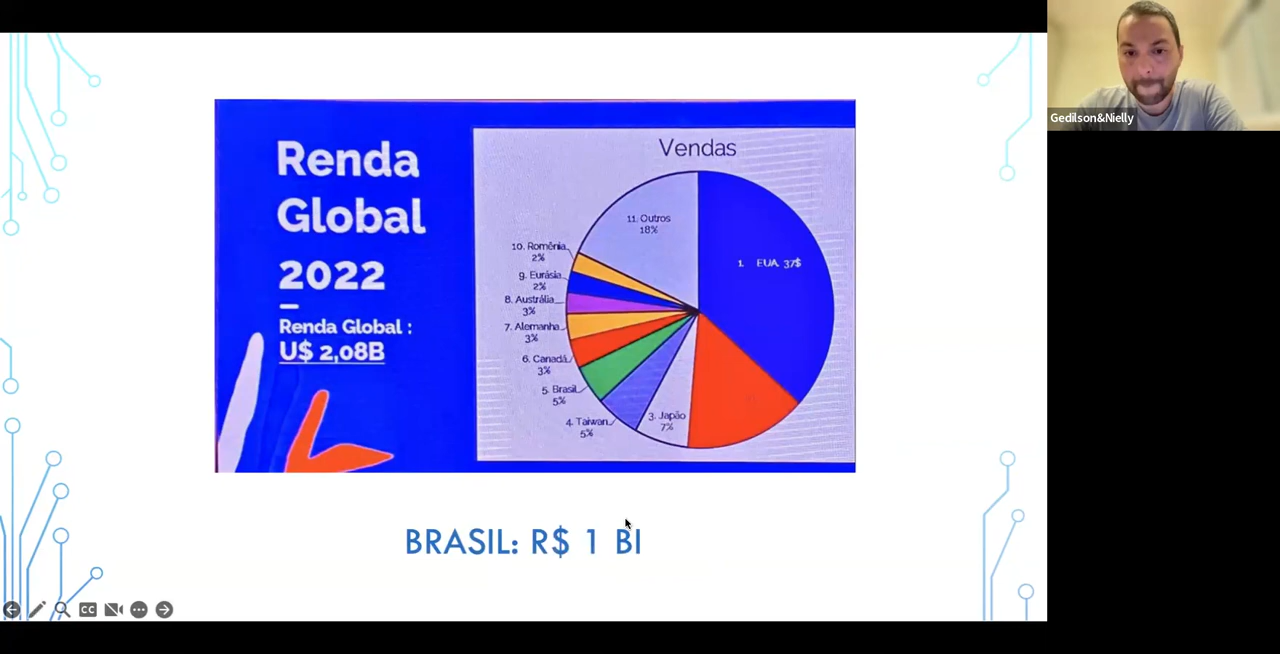 Renda
Global
2022
Renda Global :
U$ 2,08B
Vendas
1. EUA 37$
3. Japão
7%
4. Taiwan
5%
5. Brasil
5%
6. Canadá
3%
7. Alemanha
3%
8. Austrália
3%
9. Eurásia
2%
10. Romênia
2%
11. Outros
18%
BRASIL: R$ 1 BI
CC
Gedilson&Nielly